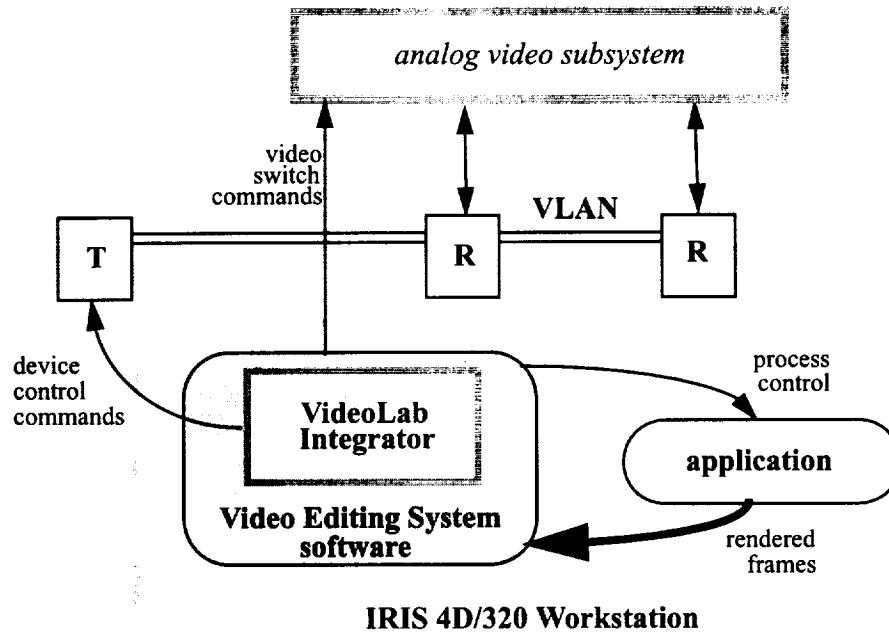 analog video subsystem
video
switch
commands
VLAN
T
R
R
device
control
commands
process
control
VideoLab
Integrator
application
Video Editing System
software
rendered
frames
IRIS 4D/320 Workstation